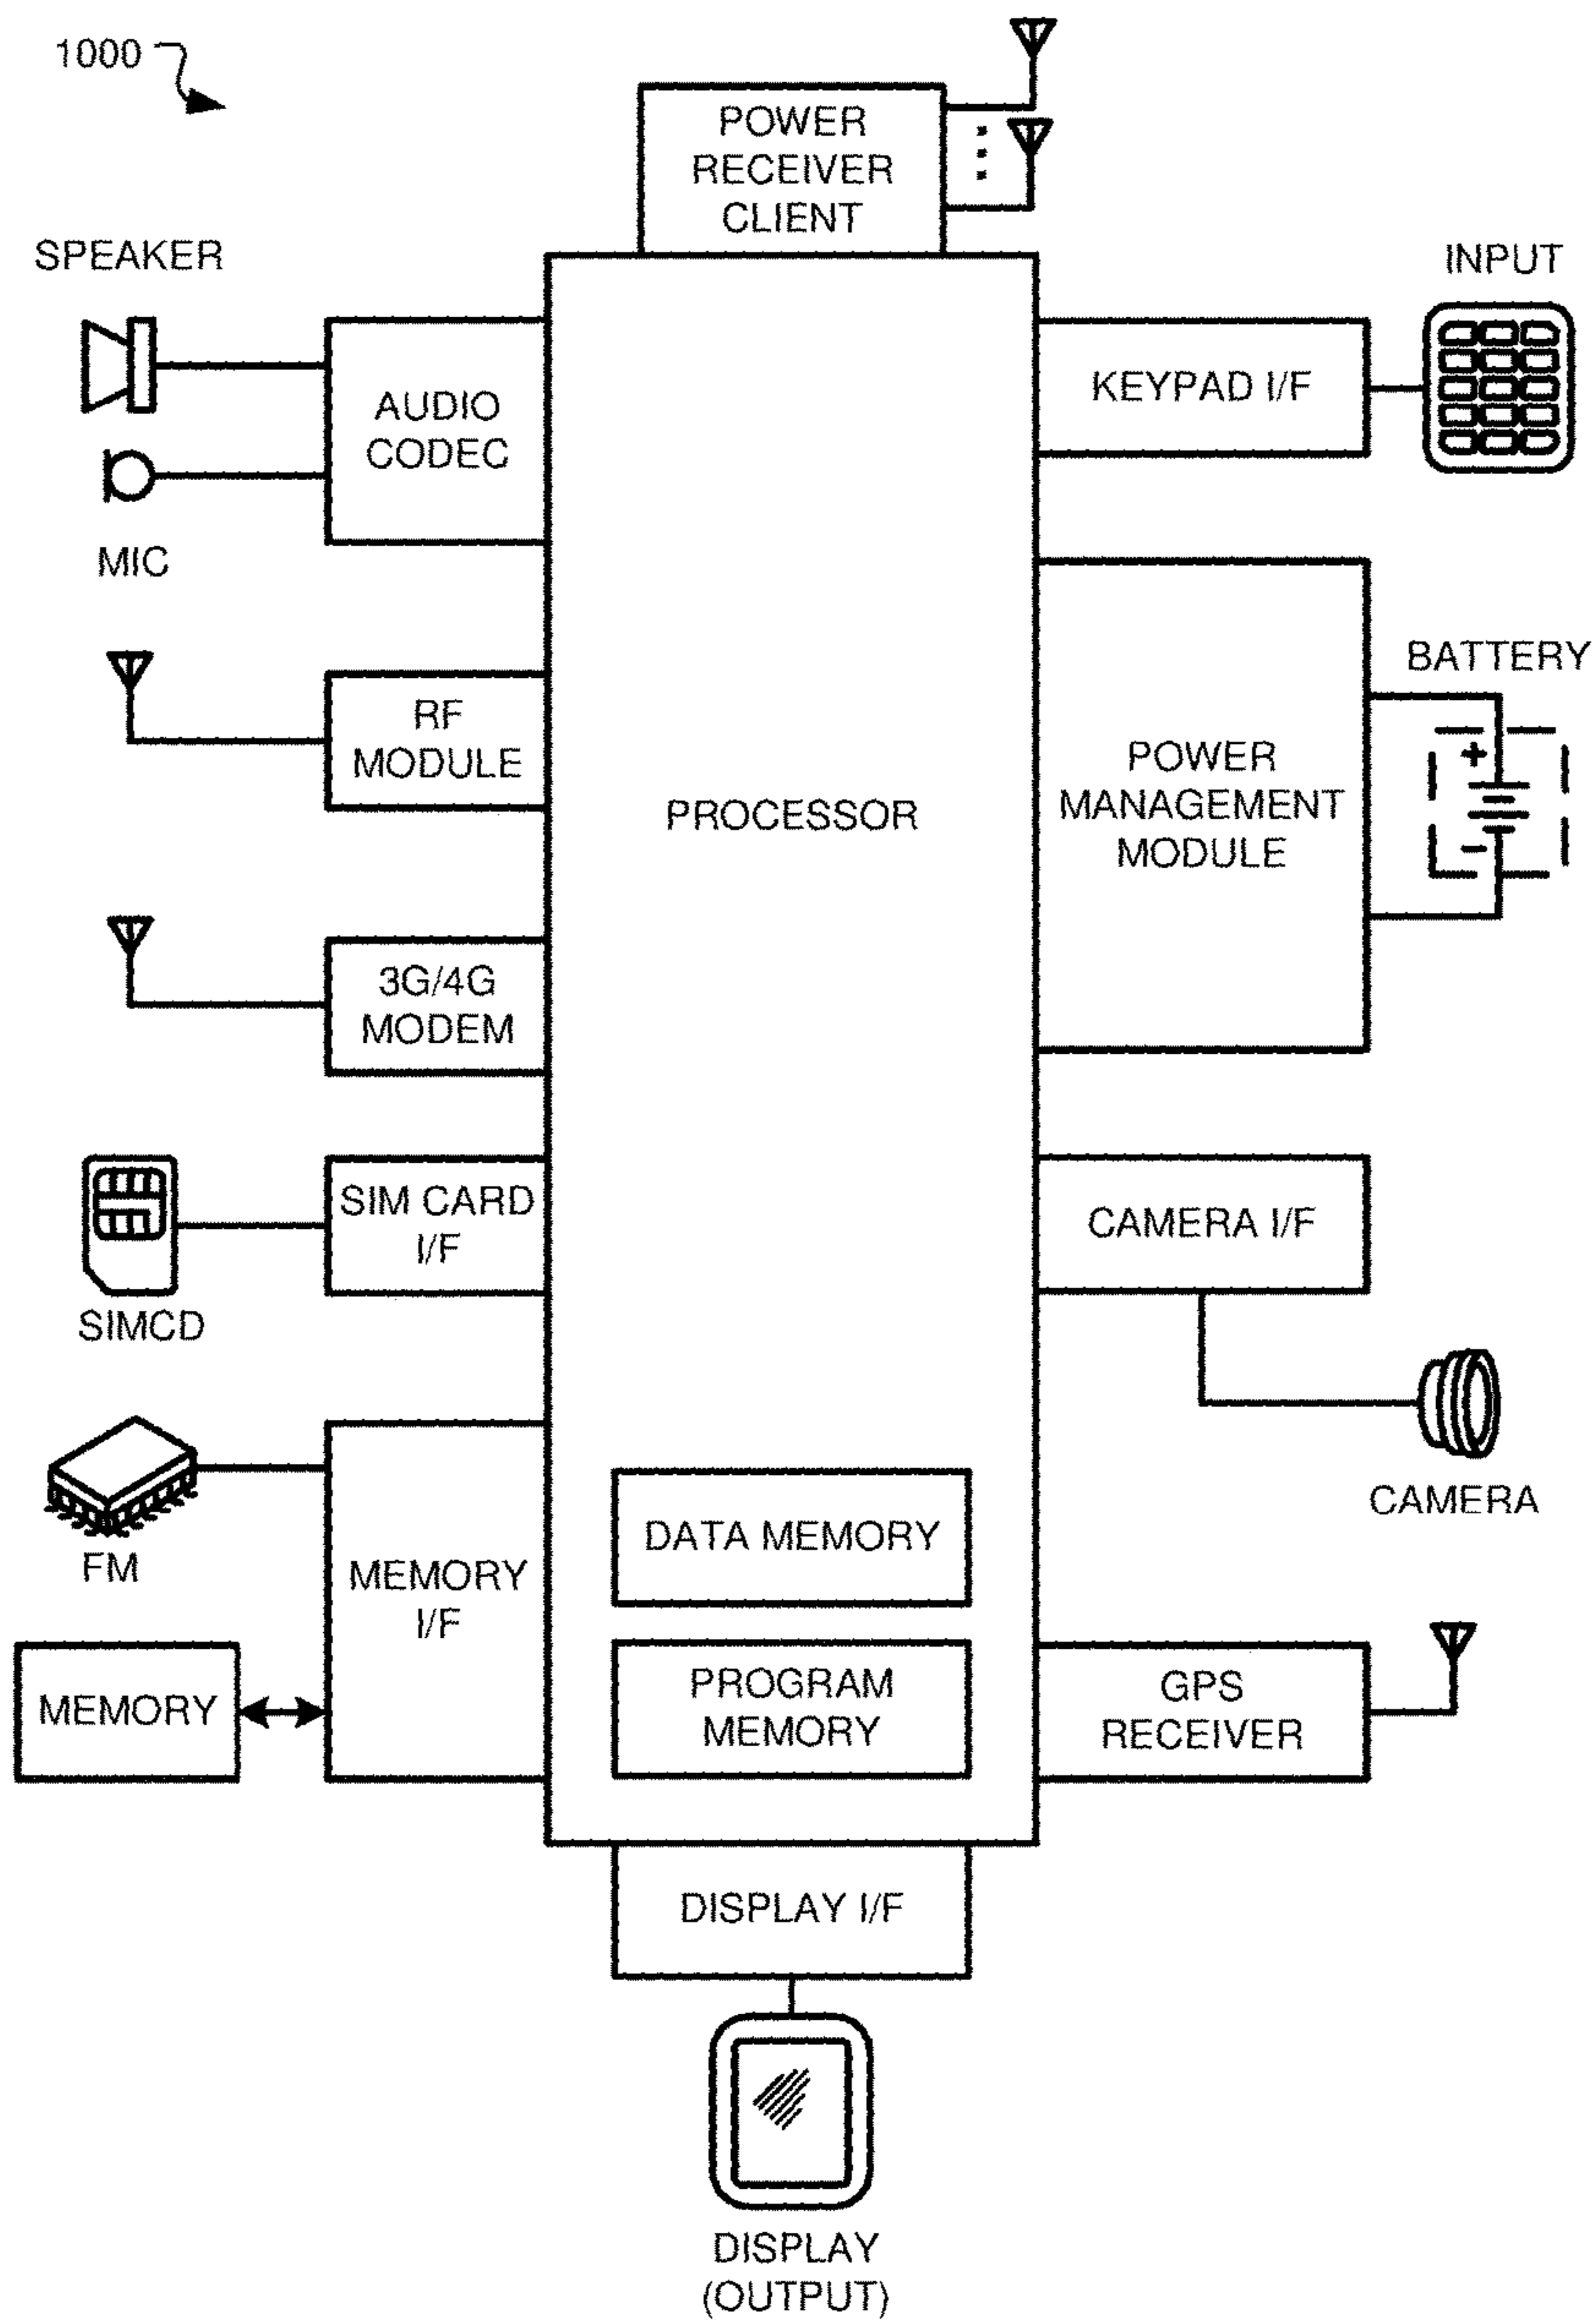 1000
POWER
RECEIVER
CLIENT
SPEAKER
INPUT
AUDIO
CODEC
KEYPAD I/F
MIC
BATTERY
RF
MODULE
PROCESSOR
POWER
MANAGEMENT
MODULE
+
-
3G/4G
MODEM
SIM CARD
I/F
CAMERA I/F
SIMCD
CAMERA
FM
MEMORY
I/F
DATA MEMORY
MEMORY
PROGRAM
MEMORY
GPS
RECEIVER
DISPLAY I/F
DISPLAY
(OUTPUT)